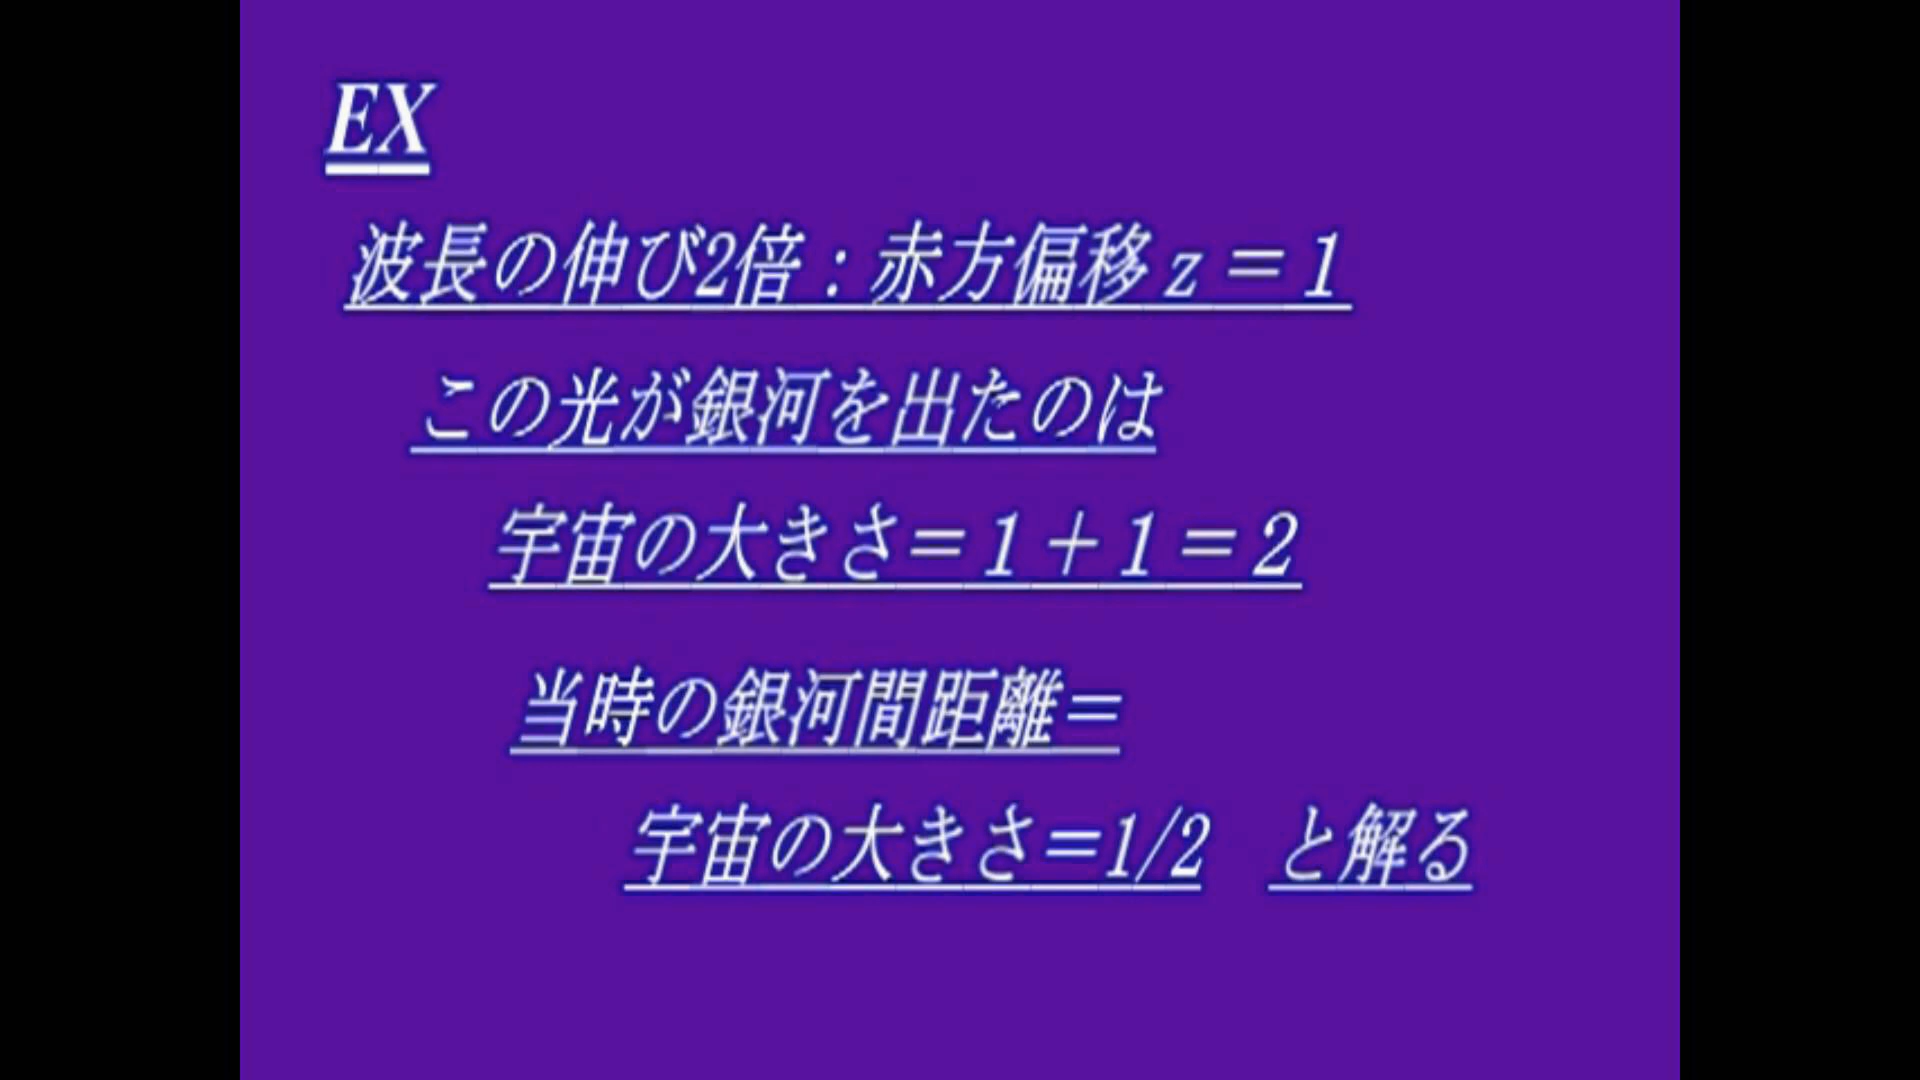 EX
波長の伸び2倍：赤方偏移z＝１
この光が銀河を出たのは
宇宙の大きさ＝１＋１＝２
当時の銀河間距離＝
宇宙の大きさ＝1/2　と解る